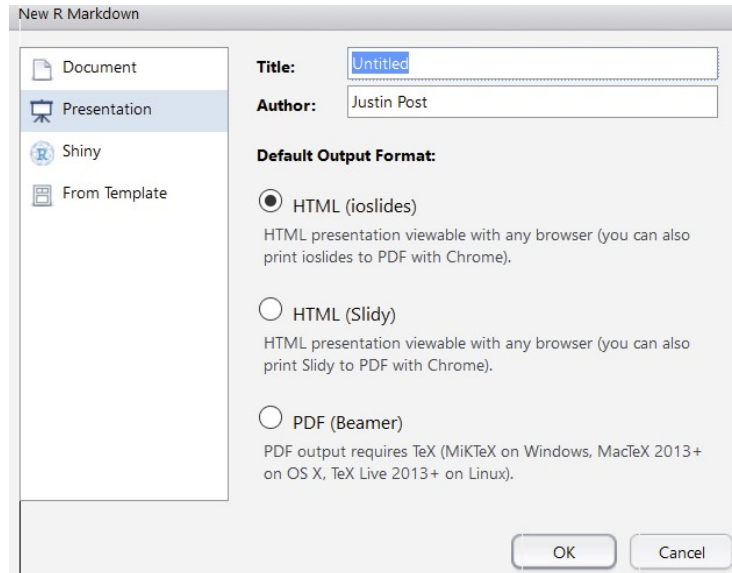 New R Markdown
Document
Presentation
Shiny
From Template
Title:
Untitled
Author:
Justin Post
Default Output Format:
HTML (ioslides)
HTML presentation viewable with any browser (you can also
print ioslides to PDF with Chrome).
HTML (Slidy)
HTML presentation viewable with any browser (you can also
print Slidy to PDF with Chrome).
PDF (Beamer)
PDF output requires TeX (MiKTeX on Windows, MacTeX 2013+
on OS X, TeX Live 2013+ on Linux).
OK
Cancel